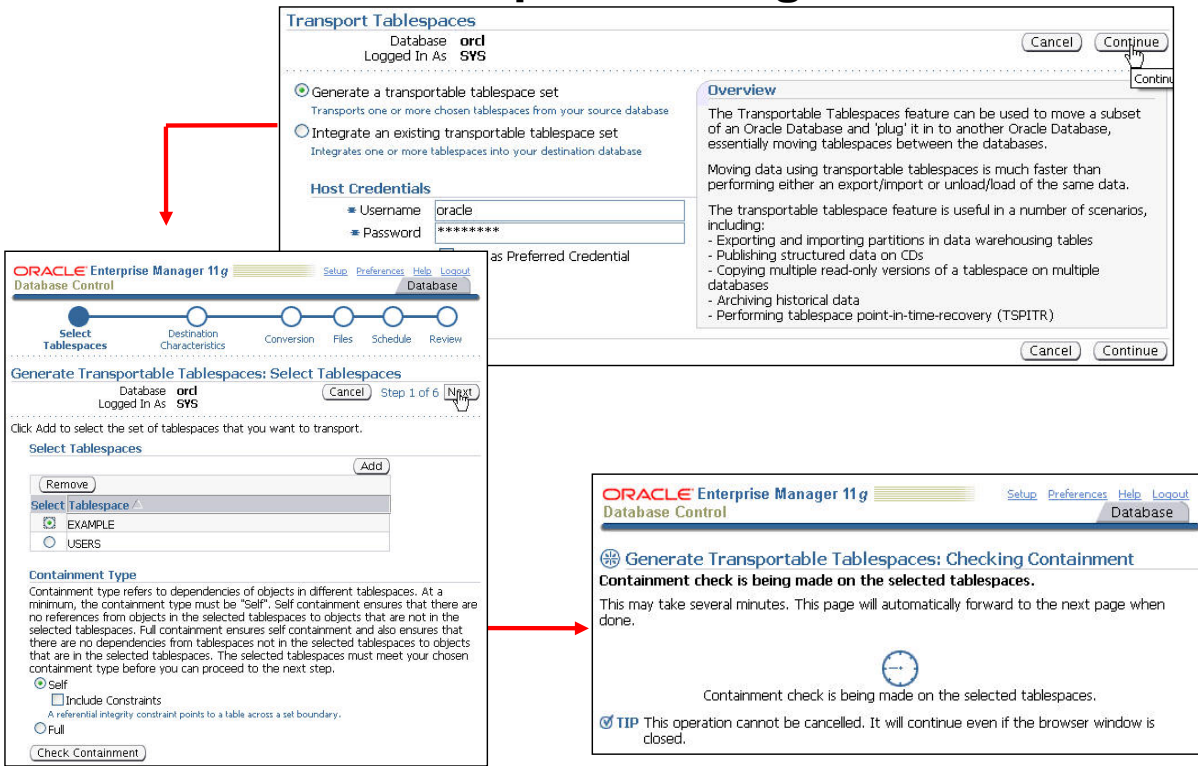 Transport Tablespaces
Database orcl
Logged In As SYS
Cancel Continue
Continu
Generate a transportable tablespace set
Transports one or more chosen tablespaces from your source database
Integrate an existing transportable tablespace set
Integrates one or more tablespaces into your destination database
Host Credentials
Username oracle
Password ********
as Preferred Credential
Overview
The Transportable Tablespaces feature can be used to move a subset
of an Oracle Database and 'plug' it in to another Oracle Database,
essentially moving tablespaces between the databases.
Moving data using transportable tablespaces is much faster than
performing either an export/import or unload/load of the same data.
The transportable tablespace feature is useful in a number of scenarios,
including:
- Exporting and importing partitions in data warehousing tables
- Publishing structured data on CDs
- Copying multiple read-only versions of a tablespace on multiple
databases
- Archiving historical data
- Performing tablespace point-in-time-recovery (TSPITR)
Cancel Continue
ORACLE Enterprise Manager 11g
Setup Preferences Help Logout
Database Control
Database
Select Tablespaces
Destination Characteristics
Conversion
Files
Schedule
Review
Generate Transportable Tablespaces: Select Tablespaces
Database orcl
Logged In As SYS
Cancel Step 1 of 6 Next
Click Add to select the set of tablespaces that you want to transport.
Select Tablespaces
Add
Remove
Select Tablespace
EXAMPLE
USERS
Containment Type
Containment type refers to dependencies of objects in different tablespaces. At a
minimum, the containment type must be "Self". Self containment ensures that there are
no references from objects in the selected tablespaces to objects that are not in the
selected tablespaces. Full containment ensures self containment and also ensures that
there are no dependencies from tablespaces not in the selected tablespaces to objects
that are in the selected tablespaces. The selected tablespaces must meet your chosen
containment type before you can proceed to the next step.
Self
Include Constraints
A referential integrity constraint points to a table across a set boundary.
Full
Check Containment
ORACLE Enterprise Manager 11g
Setup Preferences Help Logout
Database Control
Database
Generate Transportable Tablespaces: Checking Containment
Containment check is being made on the selected tablespaces.
This may take several minutes. This page will automatically forward to the next page when
done.
Containment check is being made on the selected tablespaces.
TIP This operation cannot be cancelled. It will continue even if the browser window is
closed.